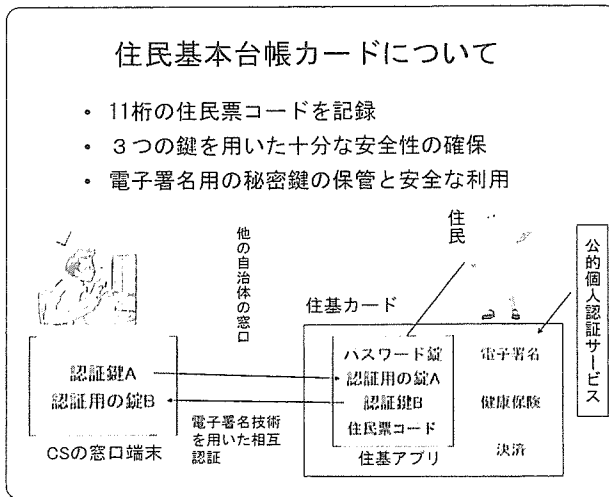 住民基本台帳カードについて
・ 11桁の住民票コードを記録
・ 3つの鍵を用いた十分な安全性の確保
・ 電子署名用の秘密鍵の保管と安全な利用
他の自治体の窓口
住民
公的個人認証サービス
住基カード
認証鍵A
認証用の錠B
CSの窓口端末
電子署名技術
を用いた相互
認証
パスワード錠
認証用の錠A
認証鍵B
住民票コード
住基アプリ
電子署名
健康保険
決済